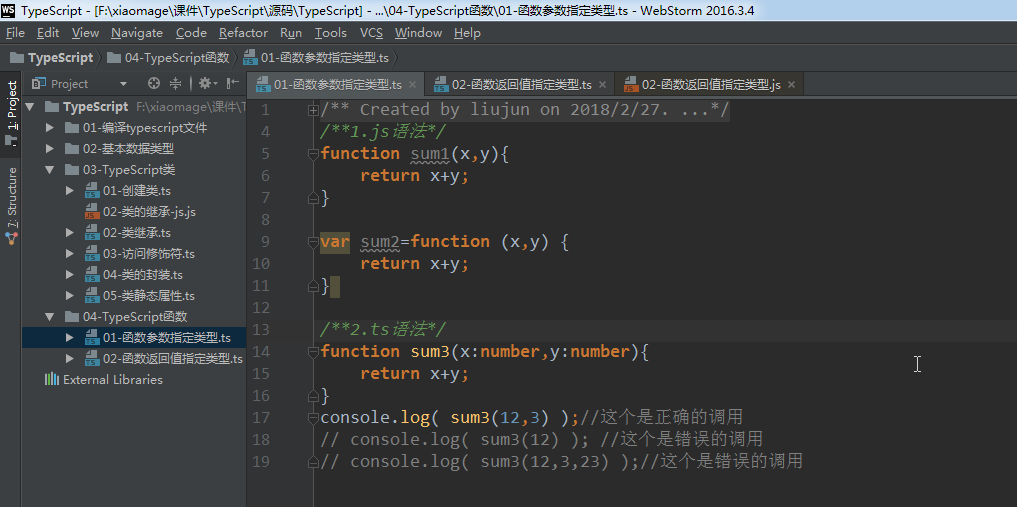 TypeScript - [F:\xiaomage\课件\TypeScript\源码\TypeScript] - ...\04-TypeScript函数\01-函数参数指定类型.ts - WebStorm 2016.3.4
File Edit View Navigate Code Refactor Run Tools VCS Window Help
TypeScript 04-TypeScript函数 01-函数参数指定类型.ts
1: Project
7: Structure
Project
TypeScript F:\xiaomage\课件\T
01-编译typescript文件
02-基本数据类型
03-TypeScript类
01-创建类.ts
02-类的继承-js.js
02-类继承.ts
03-访问修饰符.ts
04-类的封装.ts
05-类静态属性.ts
04-TypeScript函数
01-函数参数指定类型.ts
02-函数返回值指定类型.ts
External Libraries
01-函数参数指定类型.ts 02-函数返回值指定类型.ts 02-函数返回值指定类型.js
1 /** Created by liujun on 2018/2/27. ...*/
4 /**1.js语法*/
5 function sum1(x,y){
6 return x+y;
7 }
8
9 var sum2=function (x,y) {
10 return x+y;
11 }
12
13 /**2.ts语法*/
14 function sum3(x:number,y:number){
15 return x+y;
16 }
17 console.log( sum3(12,3) );//这个是正确的调用
18 // console.log( sum3(12) ); //这个是错误的调用
19 // console.log( sum3(12,3,23) );//这个是错误的调用